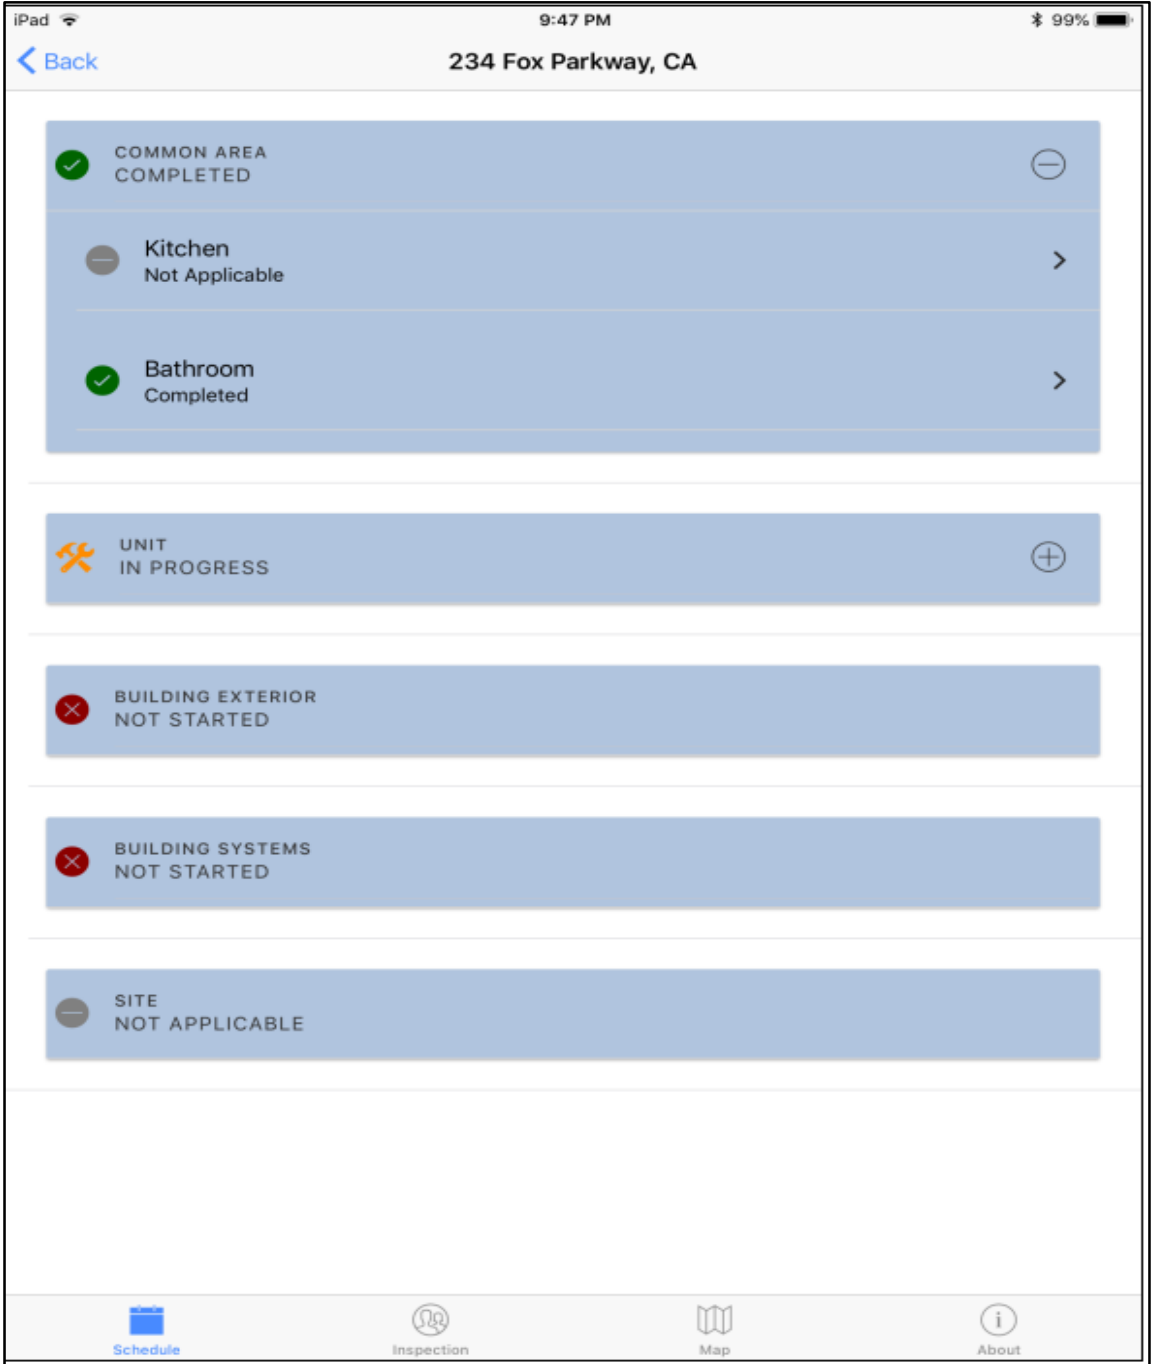 iPad 9:47 PM 99%
Back 234 Fox Parkway, CA
COMMON AREA
COMPLETED
Kitchen
Not Applicable
Bathroom
Completed
UNIT
IN PROGRESS
BUILDING EXTERIOR
NOT STARTED
BUILDING SYSTEMS
NOT STARTED
SITE
NOT APPLICABLE
Schedule Inspection Map About